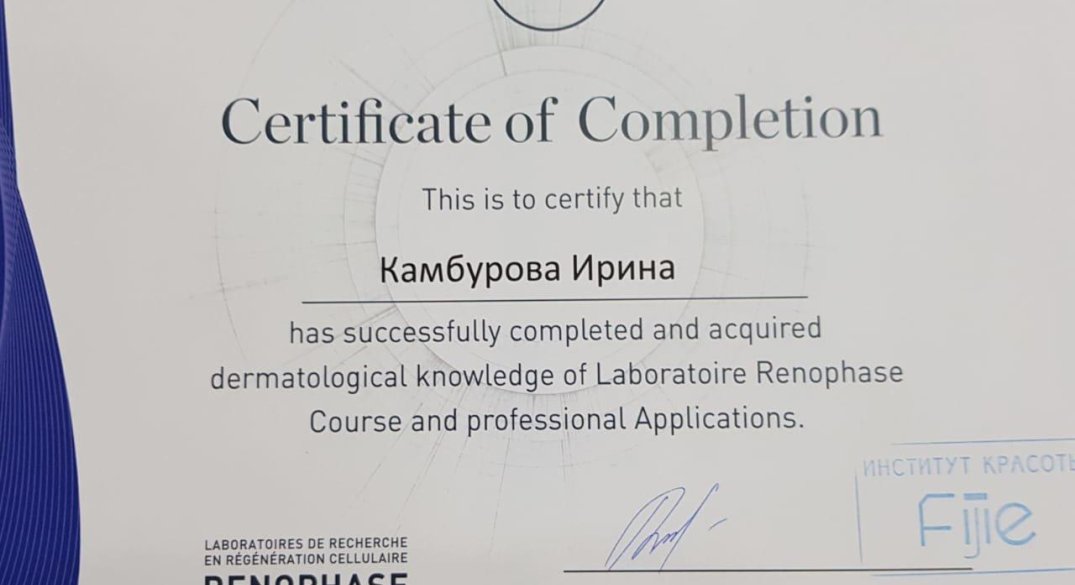 Certificate of Completion
This is to certify that
Камбурова Ирина
has successfully completed and acquired
dermatological knowledge of Laboratoire Renophase
Course and professional Applications.
ИНСТИТУТ КРАСОТЫ
Fijie
LABORATOIRES DE RECHERCHE
EN RÉGÉNÉRATION CELLULAIRE
RENOPHASE